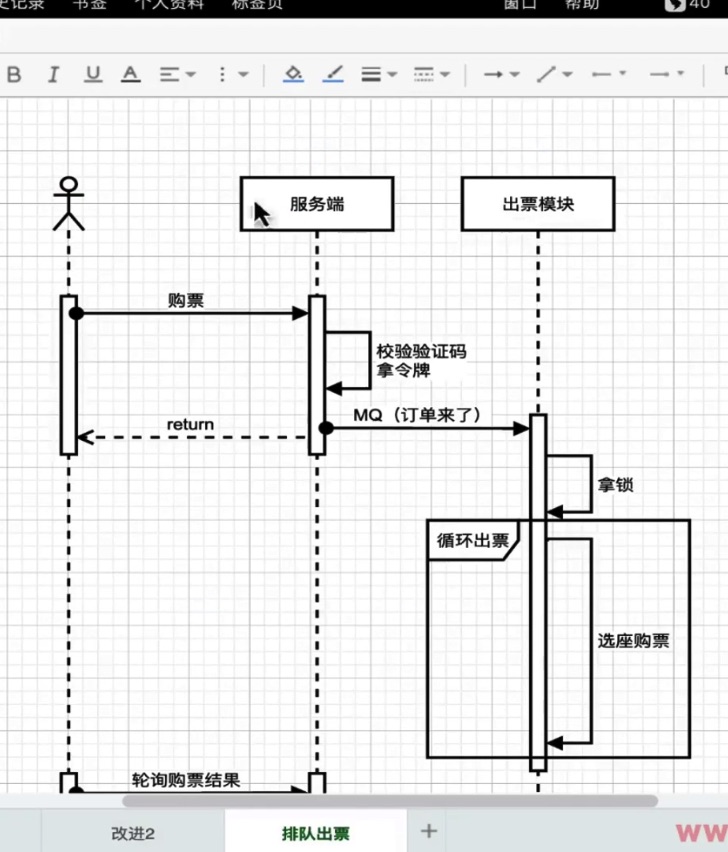 史记录 书签 个人资料 标签页 窗口 帮助 40
B I U A
服务端 出票模块
购票
校验验证码
拿令牌
MQ（订单来了）
return
拿锁
循环出票
选座购票
轮询购票结果
改进2 排队出票 +
ww